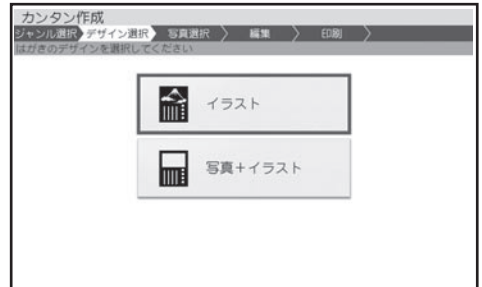 カンタン作成
ジャンル選択 デザイン選択 写真選択 編集 印刷
はがきのデザインを選択してください
イラスト
写真+イラスト